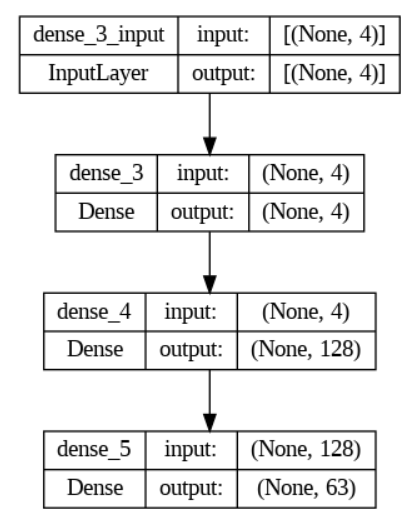 dense_3_input input: [(None, 4)]
InputLayer output: [(None, 4)]
dense_3 input: (None, 4)
Dense output: (None, 4)
dense_4 input: (None, 4)
Dense output: (None, 128)
dense_5 input: (None, 128)
Dense output: (None, 63)